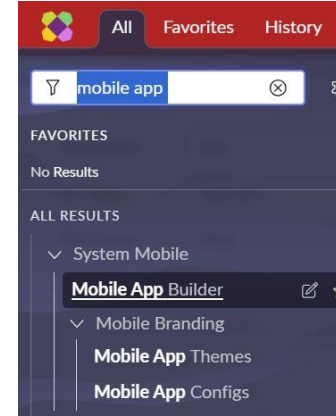 All Favorites History
mobile app
FAVORITES
No Results
ALL RESULTS
System Mobile
Mobile App Builder
Mobile Branding
Mobile App Themes
Mobile App Configs